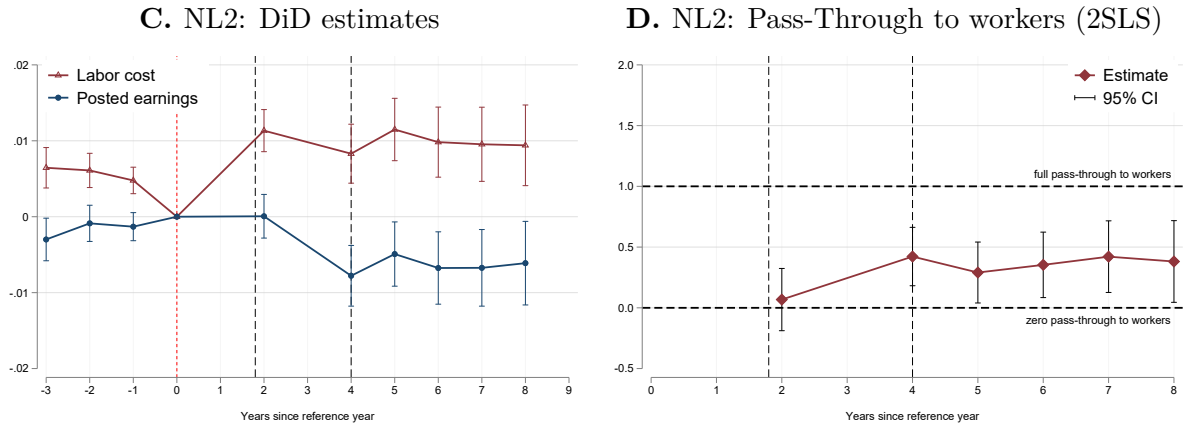 C. NL2: DiD estimates
.02
.01
0
-.01
-.02
Labor cost
Posted earnings
-3 -2 -1 0 1 2 3 4 5 6 7 8 9
Years since reference year
D. NL2: Pass-Through to workers (2SLS)
2.0
1.5
1.0
0.5
0.0
-0.5
Estimate
95% CI
full pass-through to workers
zero pass-through to workers
0 1 2 3 4 5 6 7 8
Years since reference year